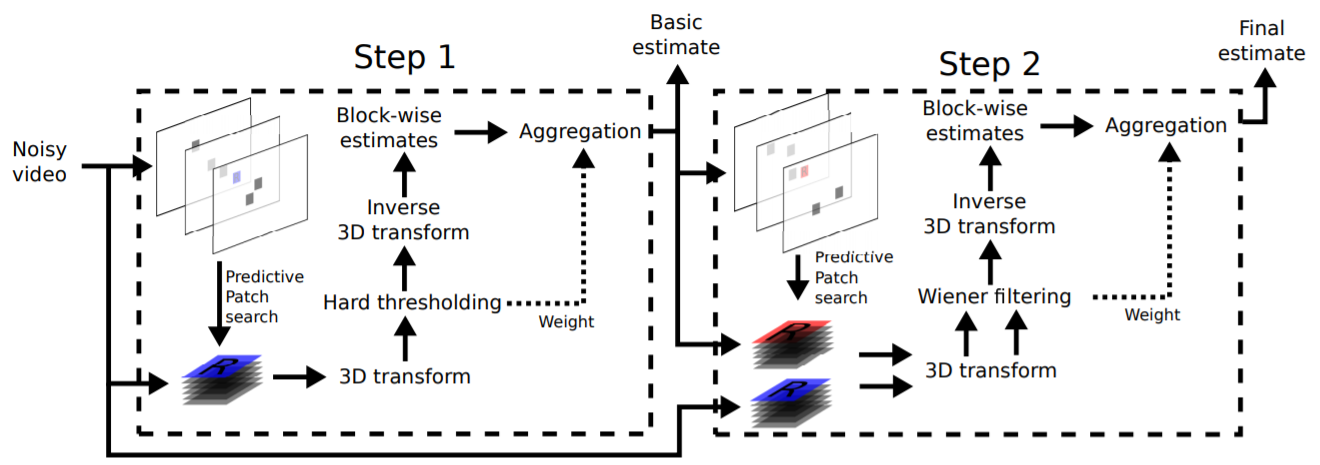 Noisy
video
Step 1
Predictive
Patch
search
R
3D transform
Hard thresholding
Weight
Inverse
3D transform
Block-wise
estimates
Aggregation
Basic
estimate
Step 2
Predictive
Patch
search
R
R
3D transform
Wiener filtering
Weight
Inverse
3D transform
Block-wise
estimates
Aggregation
Final
estimate